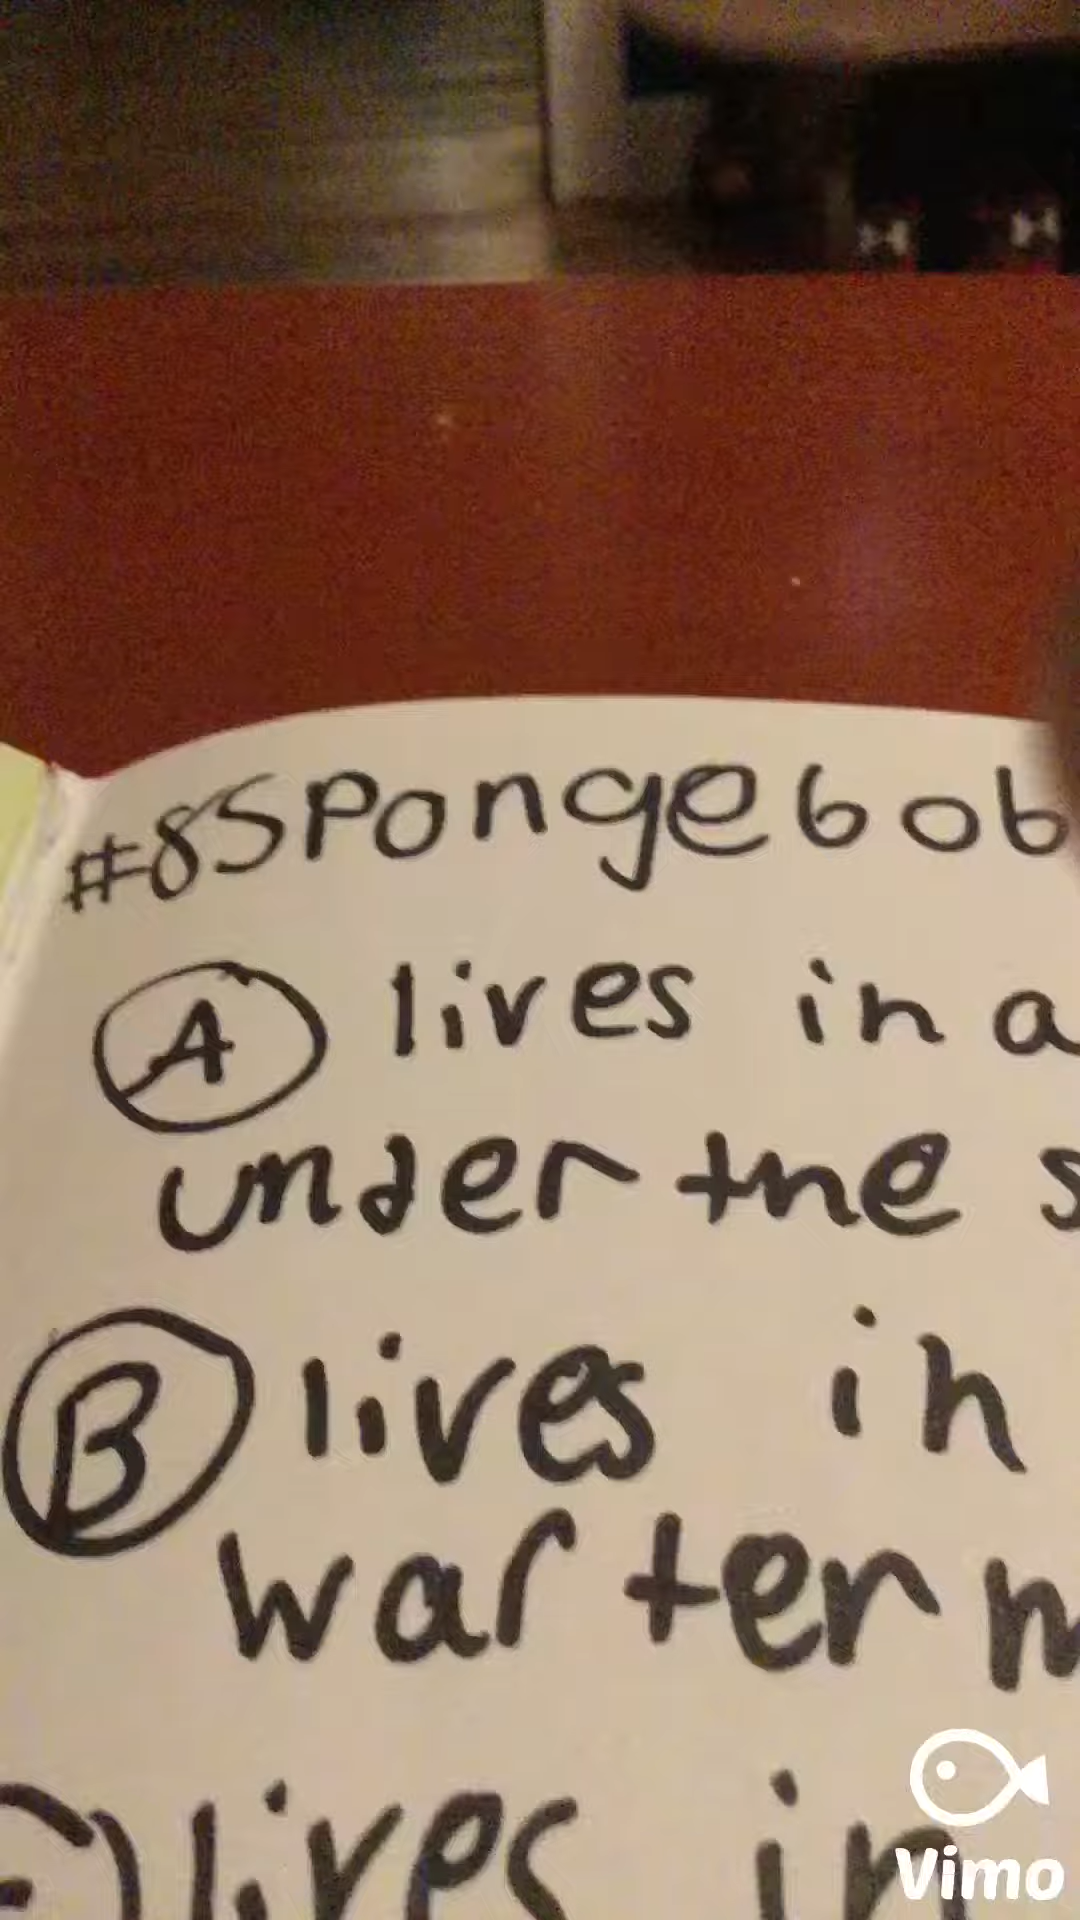 #8SPongebob
A lives in a
under the s
B lives in
warter m
lives in
Vimo